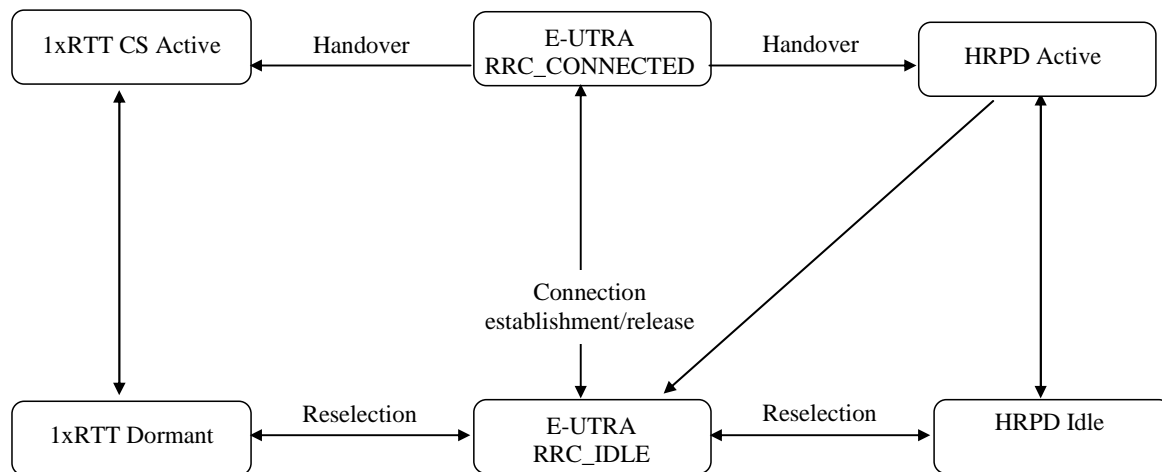 1xRTT CS Active
Handover
E-UTRA
RRC_CONNECTED
Handover
HRPD Active
Connection
establishment/release
1xRTT Dormant
Reselection
E-UTRA
RRC_IDLE
Reselection
HRPD Idle